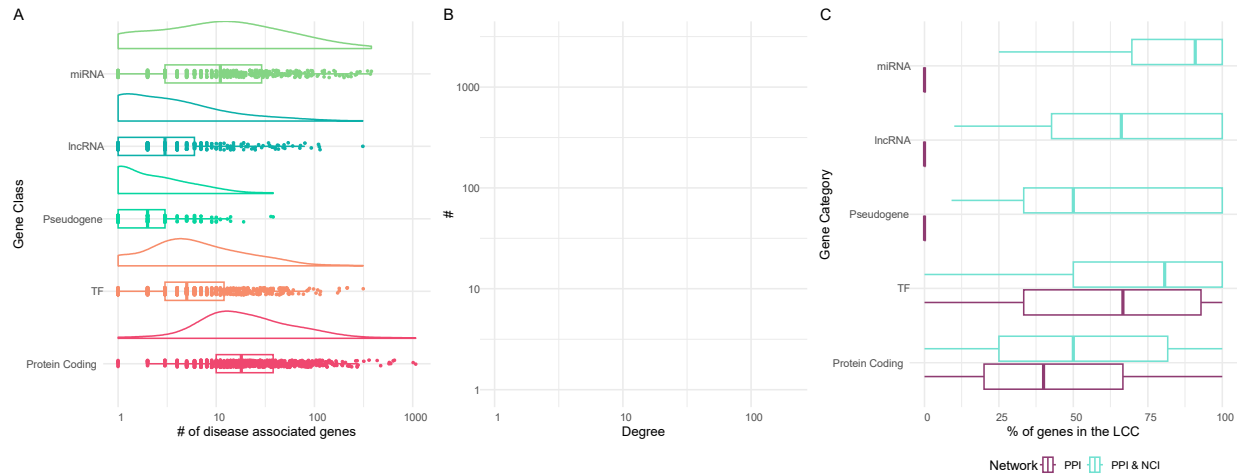 A
Gene Class
miRNA
lncRNA
Pseudogene
TF
Protein Coding
1 10 100 1000
# of disease associated genes
B
#
1000
100
10
1
1 10 100
Degree
C
Gene Category
miRNA
lncRNA
Pseudogene
TF
Protein Coding
0 25 50 75 100
% of genes in the LCC
Network PPI PPI & NCI